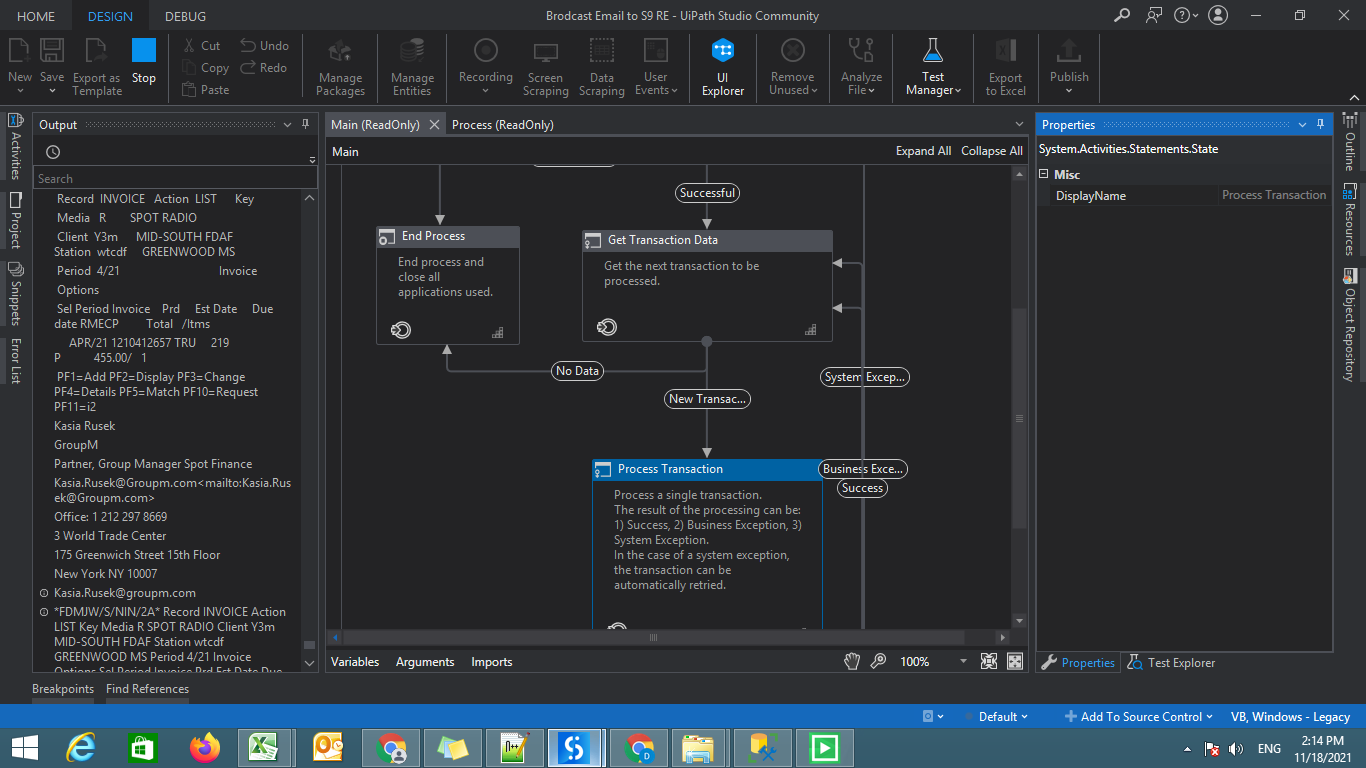 HOME DESIGN DEBUG
Brodcast Email to S9 RE - UiPath Studio Community
New
Save
Export as
Template
Stop
Cut
Copy
Paste
Undo
Redo
Manage
Packages
Manage
Entities
Recording
Screen
Scraping
Data
Scraping
User
Events
UI
Explorer
Remove
Unused
Analyze
File
Test
Manager
Export
to Excel
Publish
Activities
Project
Snippets
Error List
Output
Search
Record INVOICE Action LIST Key
Media R SPOT RADIO
Client Y3m MID-SOUTH FDAF
Station wtcdf GREENWOOD MS
Period 4/21 Invoice
Options
Sel Period Invoice Prd Est Date Due
date RMECP Total /Itms
APR/21 1210412657 TRU 219
P 455.00/ 1
PF1=Add PF2=Display PF3=Change
PF4=Details PF5=Match PF10=Request
PF11=i2
Kasia Rusek
GroupM
Partner, Group Manager Spot Finance
Kasia.Rusek@Groupm.com<mailto:Kasia.Rus
ek@Groupm.com>
Office: 1 212 297 8669
3 World Trade Center
175 Greenwich Street 15th Floor
New York NY 10007
Kasia.Rusek@groupm.com
*FDMJW/S/NIN/2A* Record INVOICE Action
LIST Key Media R SPOT RADIO Client Y3m
MID-SOUTH FDAF Station wtcdf
GREENWOOD MS Period 4/21 Invoice
Options Sel Period Invoice Prd Est Date Due
Breakpoints Find References
Main (ReadOnly) Process (ReadOnly)
Main
Expand All Collapse All
Successful
End Process
End process and
close all
applications used.
Get Transaction Data
Get the next transaction to be
processed.
No Data
New Transac...
System Excep...
Process Transaction
Process a single transaction.
The result of the processing can be:
1) Success, 2) Business Exception, 3)
System Exception.
In the case of a system exception,
the transaction can be
automatically retried.
Business Exce...
Success
Variables Arguments Imports
100%
Properties
System.Activities.Statements.State
Misc
DisplayName Process Transaction
Properties Test Explorer
Outline
Resources
Object Repository
Default
Add To Source Control
VB, Windows - Legacy
ENG
2:14 PM
11/18/2021